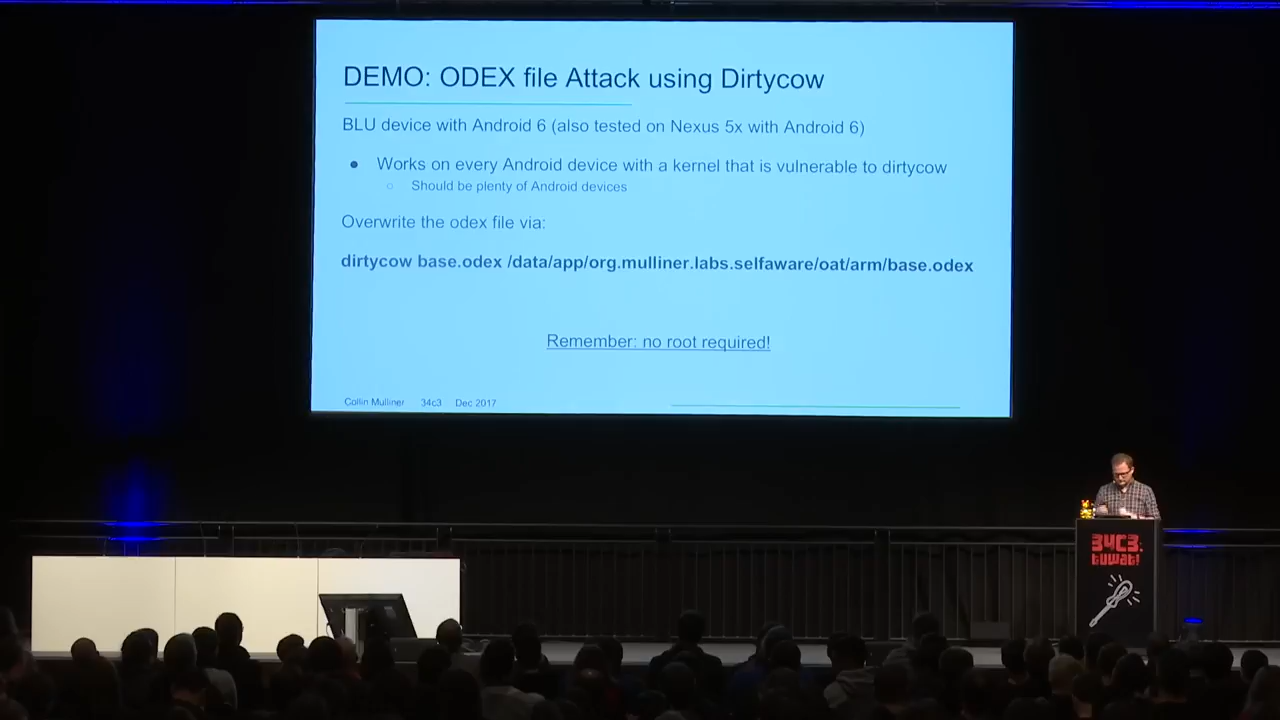 DEMO: ODEX file Attack using Dirtycow
BLU device with Android 6 (also tested on Nexus 5x with Android 6)
● Works on every Android device with a kernel that is vulnerable to dirtycow
○ Should be plenty of Android devices
Overwrite the odex file via:
dirtycow base.odex /data/app/org.mulliner.labs.selfaware/oat/arm/base.odex
Remember: no root required!
Collin Mulliner 34c3 Dec 2017
34C3:
tuwat!